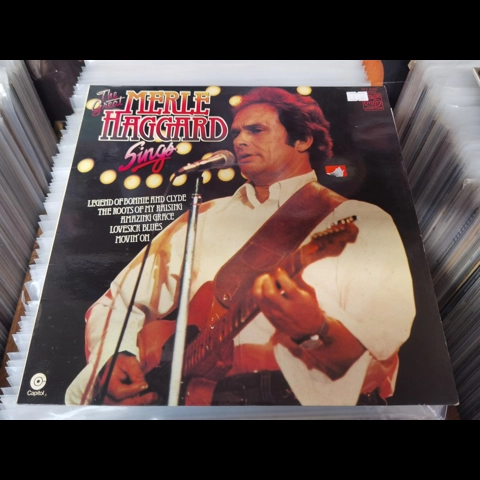 The Great
MERLE
HAGGARD
Sings
LEGEND OF BONNIE AND CLYDE
THE ROOTS OF MY RAISING
AMAZING GRACE
LOVESICK BLUES
MOVIN' ON
Capitol